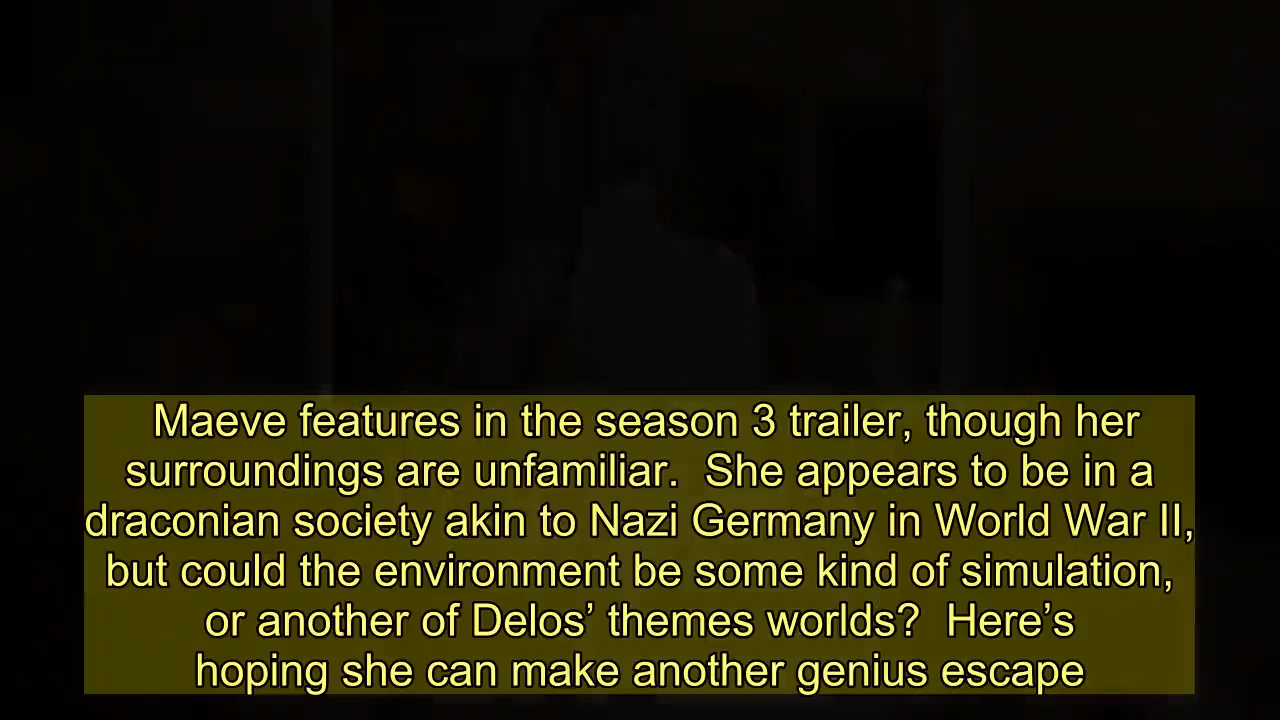 Maeve features in the season 3 trailer, though her
surroundings are unfamiliar.  She appears to be in a
draconian society akin to Nazi Germany in World War II,
but could the environment be some kind of simulation,
or another of Delos’ themes worlds?  Here’s
hoping she can make another genius escape